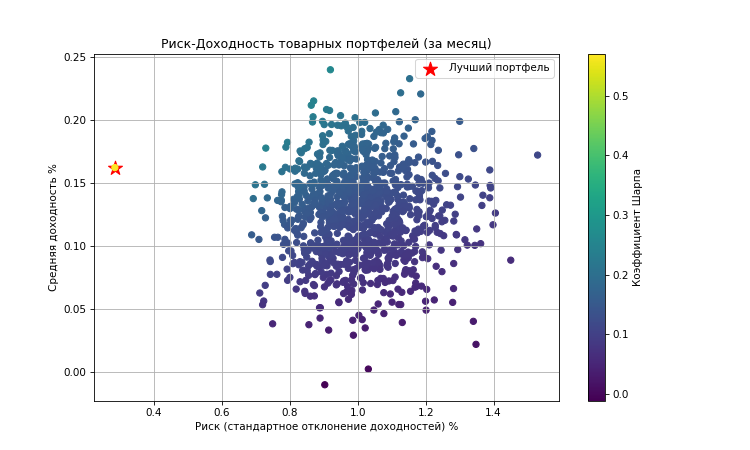 Риск-Доходность товарных портфелей (за месяц)
Лучший портфель
Средняя доходность %
0.25
0.20
0.15
0.10
0.05
0.00
0.4 0.6 0.8 1.0 1.2 1.4
Риск (стандартное отклонение доходностей) %
0.5
0.4
0.3
0.2
0.1
0.0
Коэффициент Шарпа